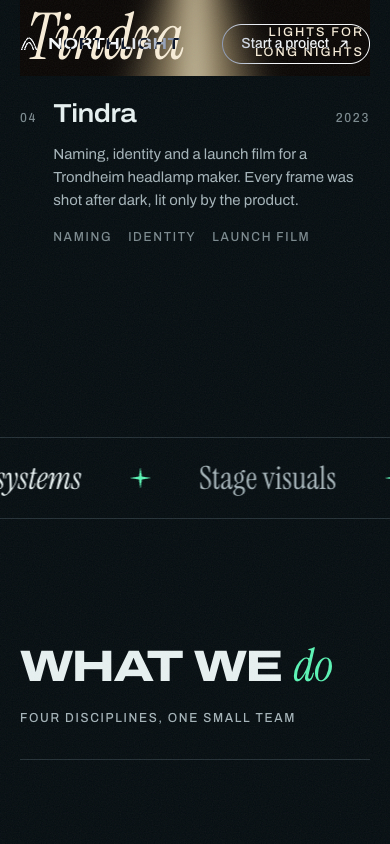 Tindra
LIGHTS FOR
LONG NIGHTS
NORTHLIGHT
Start a project ↗
04 Tindra 2023
Naming, identity and a launch film for a
Trondheim headlamp maker. Every frame was
shot after dark, lit only by the product.
NAMING IDENTITY LAUNCH FILM
systems Stage visuals
WHAT WE do
FOUR DISCIPLINES, ONE SMALL TEAM